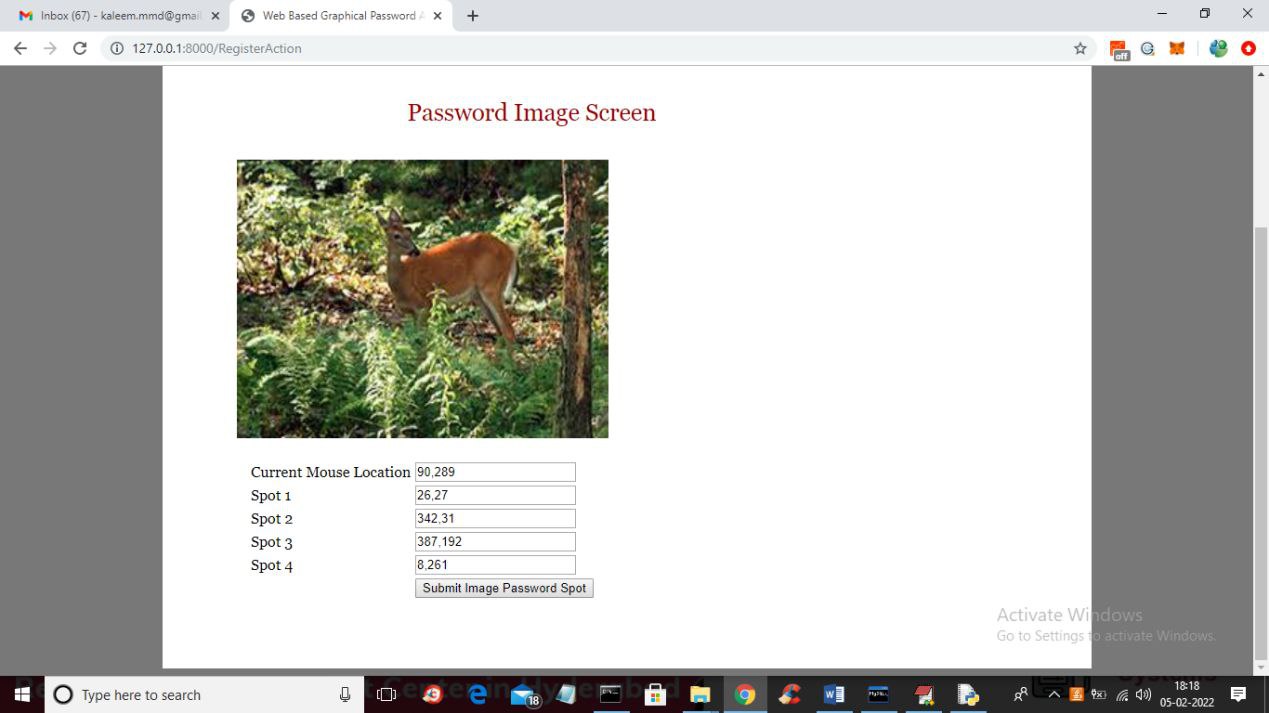 Inbox (67) - kaleem.mmd@gmail
Web Based Graphical Password A
127.0.0.1:8000/RegisterAction
off
Password Image Screen
Current Mouse Location 90,289
Spot 1 26,27
Spot 2 342,31
Spot 3 387,192
Spot 4 8,261
Submit Image Password Spot
Activate Windows
Go to Settings to activate Windows.
Type here to search
18
18:18
05-02-2022